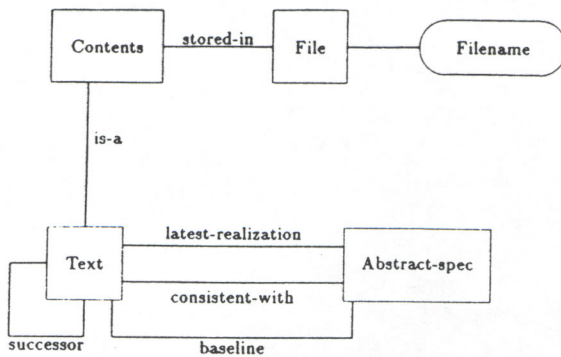 Contents
stored-in
File
Filename
is-a
latest-realization
Text
Abstract-spec
consistent-with
successor
baseline